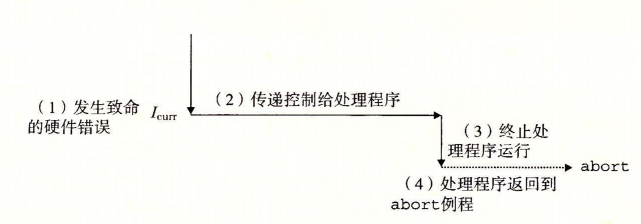 （1）发生致命
的硬件错误
Icurr
（2）传递控制给处理程序
（3）终止处
理程序运行
abort
（4）处理程序返回到
abort例程